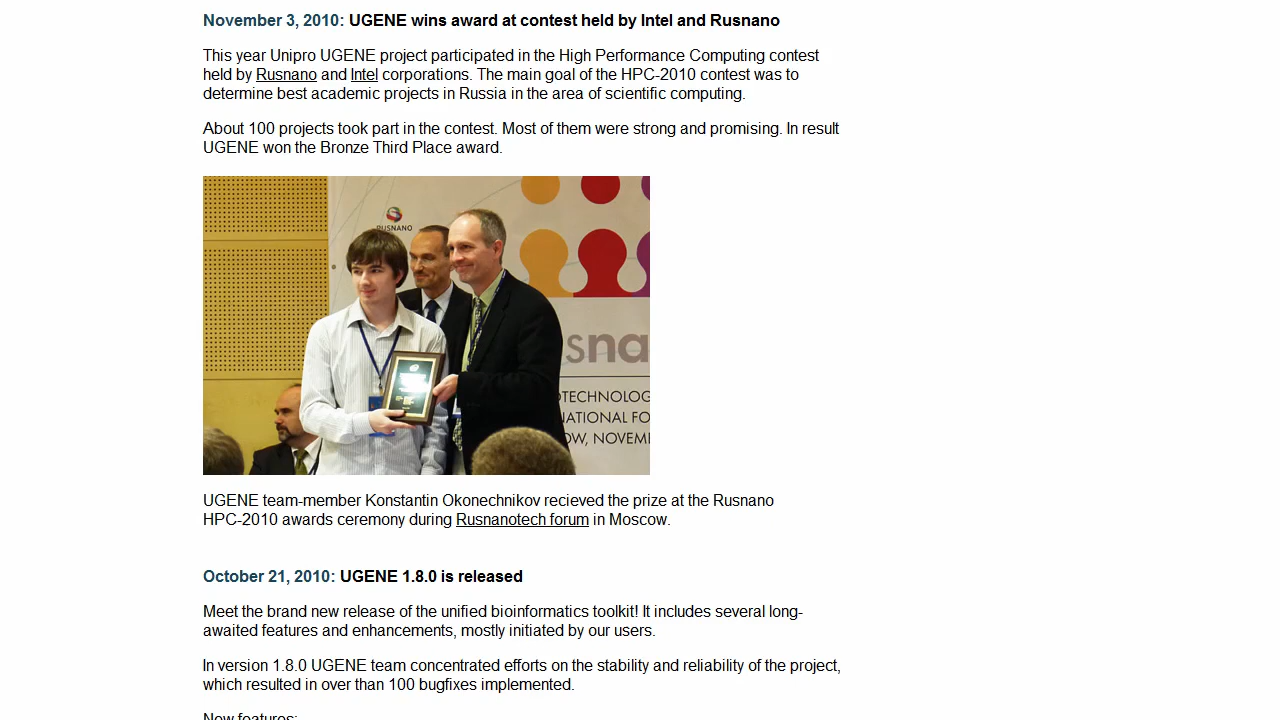 November 3, 2010: UGENE wins award at contest held by Intel and Rusnano
This year Unipro UGENE project participated in the High Performance Computing contest
held by Rusnano and Intel corporations. The main goal of the HPC-2010 contest was to
determine best academic projects in Russia in the area of scientific computing.
About 100 projects took part in the contest. Most of them were strong and promising. In result
UGENE won the Bronze Third Place award.
RUSNANO
sna
OTECHNOLOG
NATIONAL FO
OW, NOVEM
UGENE team-member Konstantin Okonechnikov recieved the prize at the Rusnano
HPC-2010 awards ceremony during Rusnanotech forum in Moscow.
October 21, 2010: UGENE 1.8.0 is released
Meet the brand new release of the unified bioinformatics toolkit! It includes several long-
awaited features and enhancements, mostly initiated by our users.
In version 1.8.0 UGENE team concentrated efforts on the stability and reliability of the project,
which resulted in over than 100 bugfixes implemented.
New features: